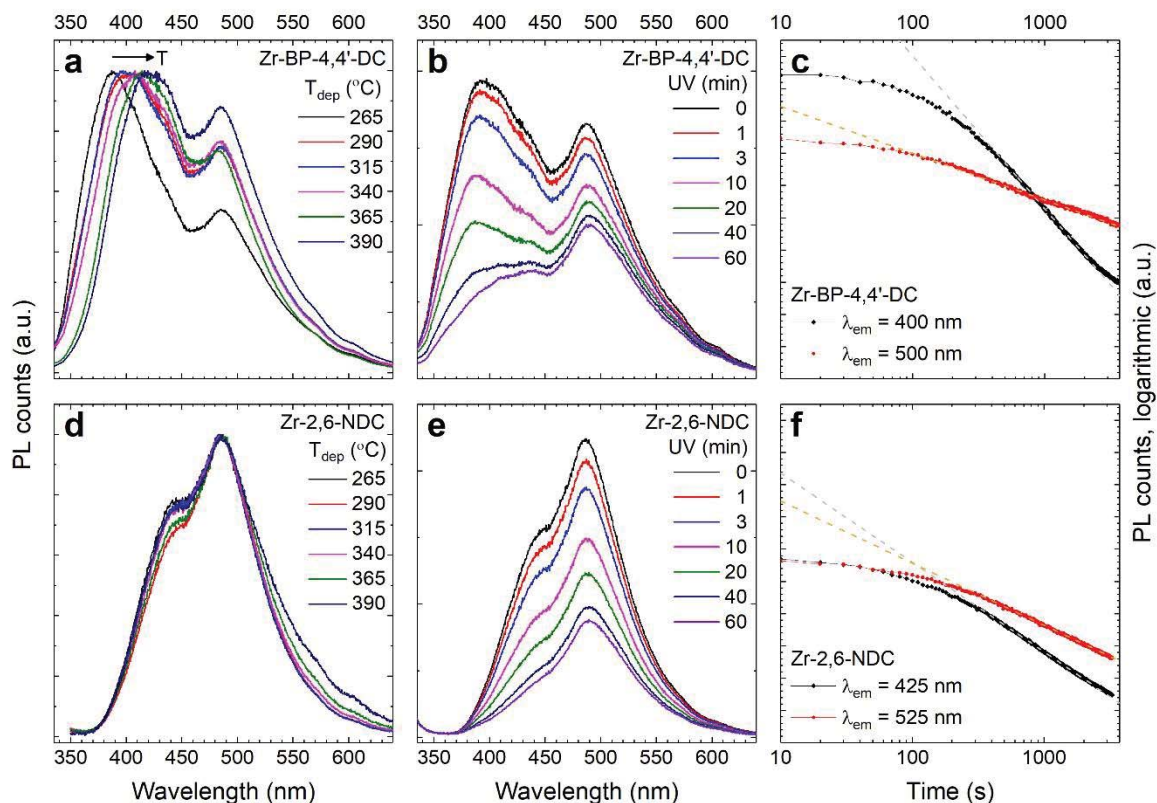 350 400 450 500 550 600
350 400 450 500 550 600
10 100 1000
a
T
Zr-BP-4,4'-DC
T_dep (°C)
265
290
315
340
365
390
b
Zr-BP-4,4'-DC
UV (min)
0
1
3
10
20
40
60
c
Zr-BP-4,4'-DC
λ_em = 400 nm
λ_em = 500 nm
PL counts (a.u.)
PL counts, logarithmic (a.u.)
d
Zr-2,6-NDC
T_dep (°C)
265
290
315
340
365
390
e
Zr-2,6-NDC
UV (min)
0
1
3
10
20
40
60
f
Zr-2,6-NDC
λ_em = 425 nm
λ_em = 525 nm
350 400 450 500 550 600
350 400 450 500 550 600
10 100 1000
Wavelength (nm)
Wavelength (nm)
Time (s)